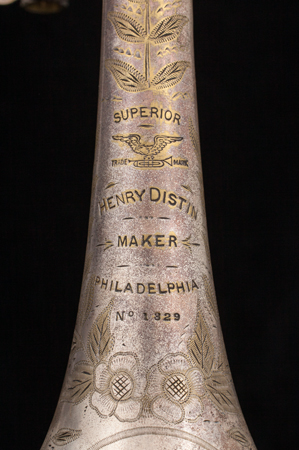 SUPERIOR
TRADE MARK
HENRY DISTIN
MAKER
PHILADELPHIA
No 1329